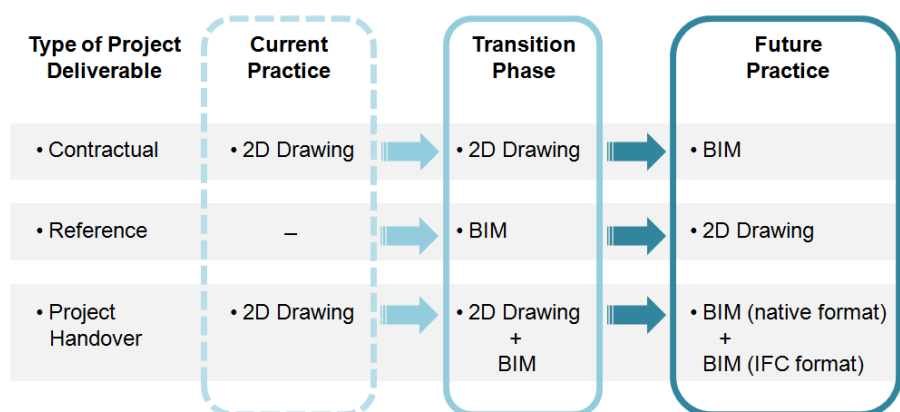 Type of Project Deliverable
Current Practice
Transition Phase
Future Practice
• Contractual
• 2D Drawing
• 2D Drawing
• BIM
• Reference
–
• BIM
• 2D Drawing
• Project Handover
• 2D Drawing
• 2D Drawing
+
BIM
• BIM (native format)
+
BIM (IFC format)